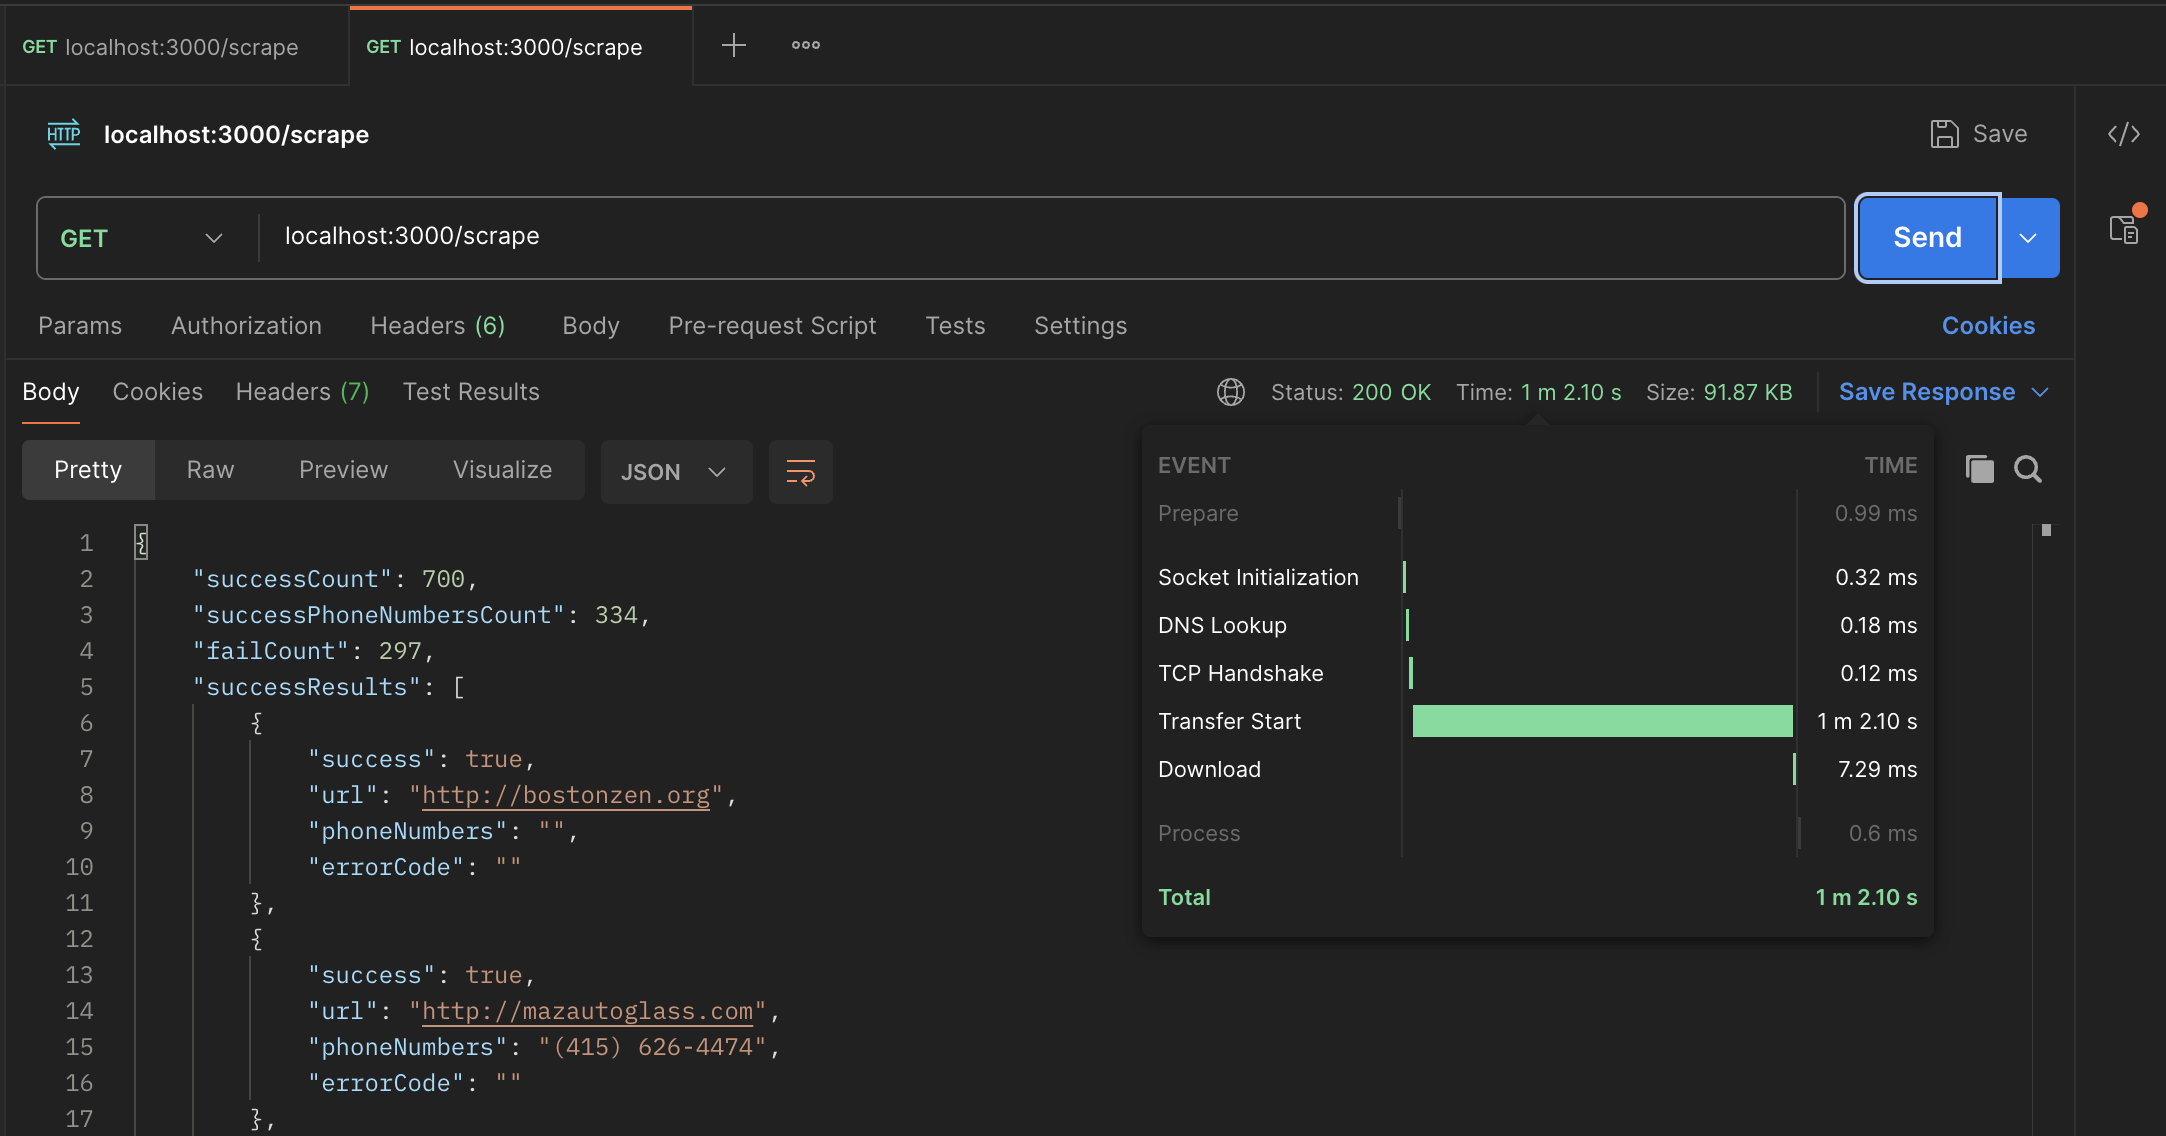 GET localhost:3000/scrape
GET localhost:3000/scrape
HTTP localhost:3000/scrape
Save
GET
localhost:3000/scrape
Send
Params Authorization Headers (6) Body Pre-request Script Tests Settings Cookies
Body Cookies Headers (7) Test Results
Status: 200 OK Time: 1 m 2.10 s Size: 91.87 KB Save Response
Pretty Raw Preview Visualize JSON
EVENT TIME
Prepare 0.99 ms
Socket Initialization 0.32 ms
DNS Lookup 0.18 ms
TCP Handshake 0.12 ms
Transfer Start 1 m 2.10 s
Download 7.29 ms
Process 0.6 ms
Total 1 m 2.10 s
1 {
2 "successCount": 700,
3 "successPhoneNumbersCount": 334,
4 "failCount": 297,
5 "successResults": [
6 {
7 "success": true,
8 "url": "http://bostonzen.org",
9 "phoneNumbers": "",
10 "errorCode": ""
11 },
12 {
13 "success": true,
14 "url": "http://mazautoglass.com",
15 "phoneNumbers": "(415) 626-4474",
16 "errorCode": ""
17 },